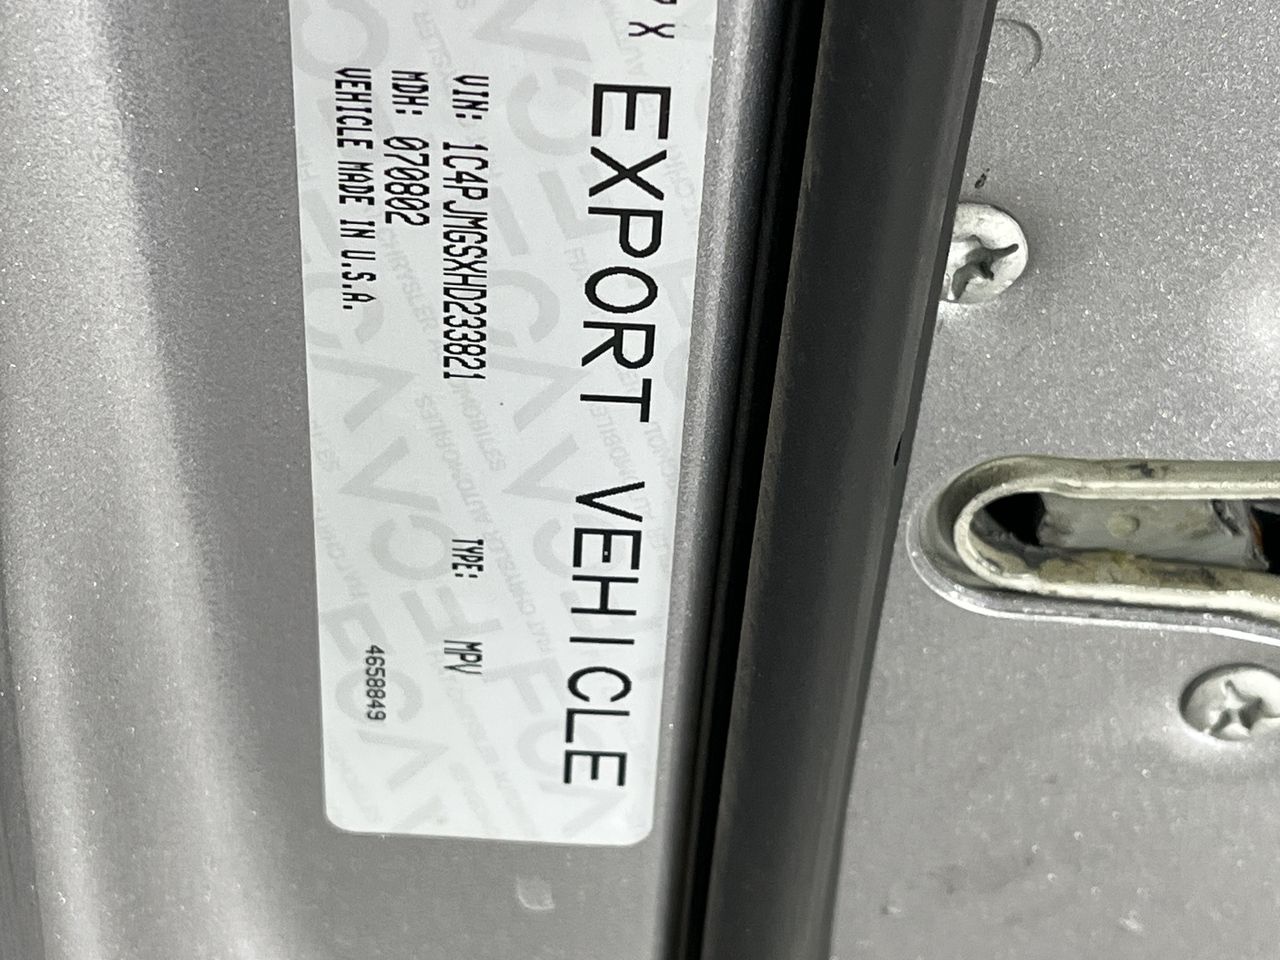 EXPORT VEHICLE
VIN: 1C4PJMGSXHD233821 TYPE: MPV
MDH: 070802
VEHICLE MADE IN U.S.A. 4658849